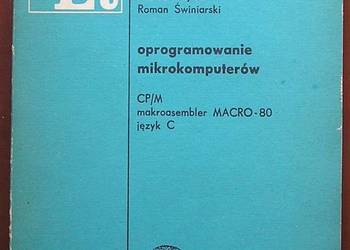 Roman Świniarski
oprogramowanie
mikrokomputerów
CP/M
makroasembler MACRO-80
język C